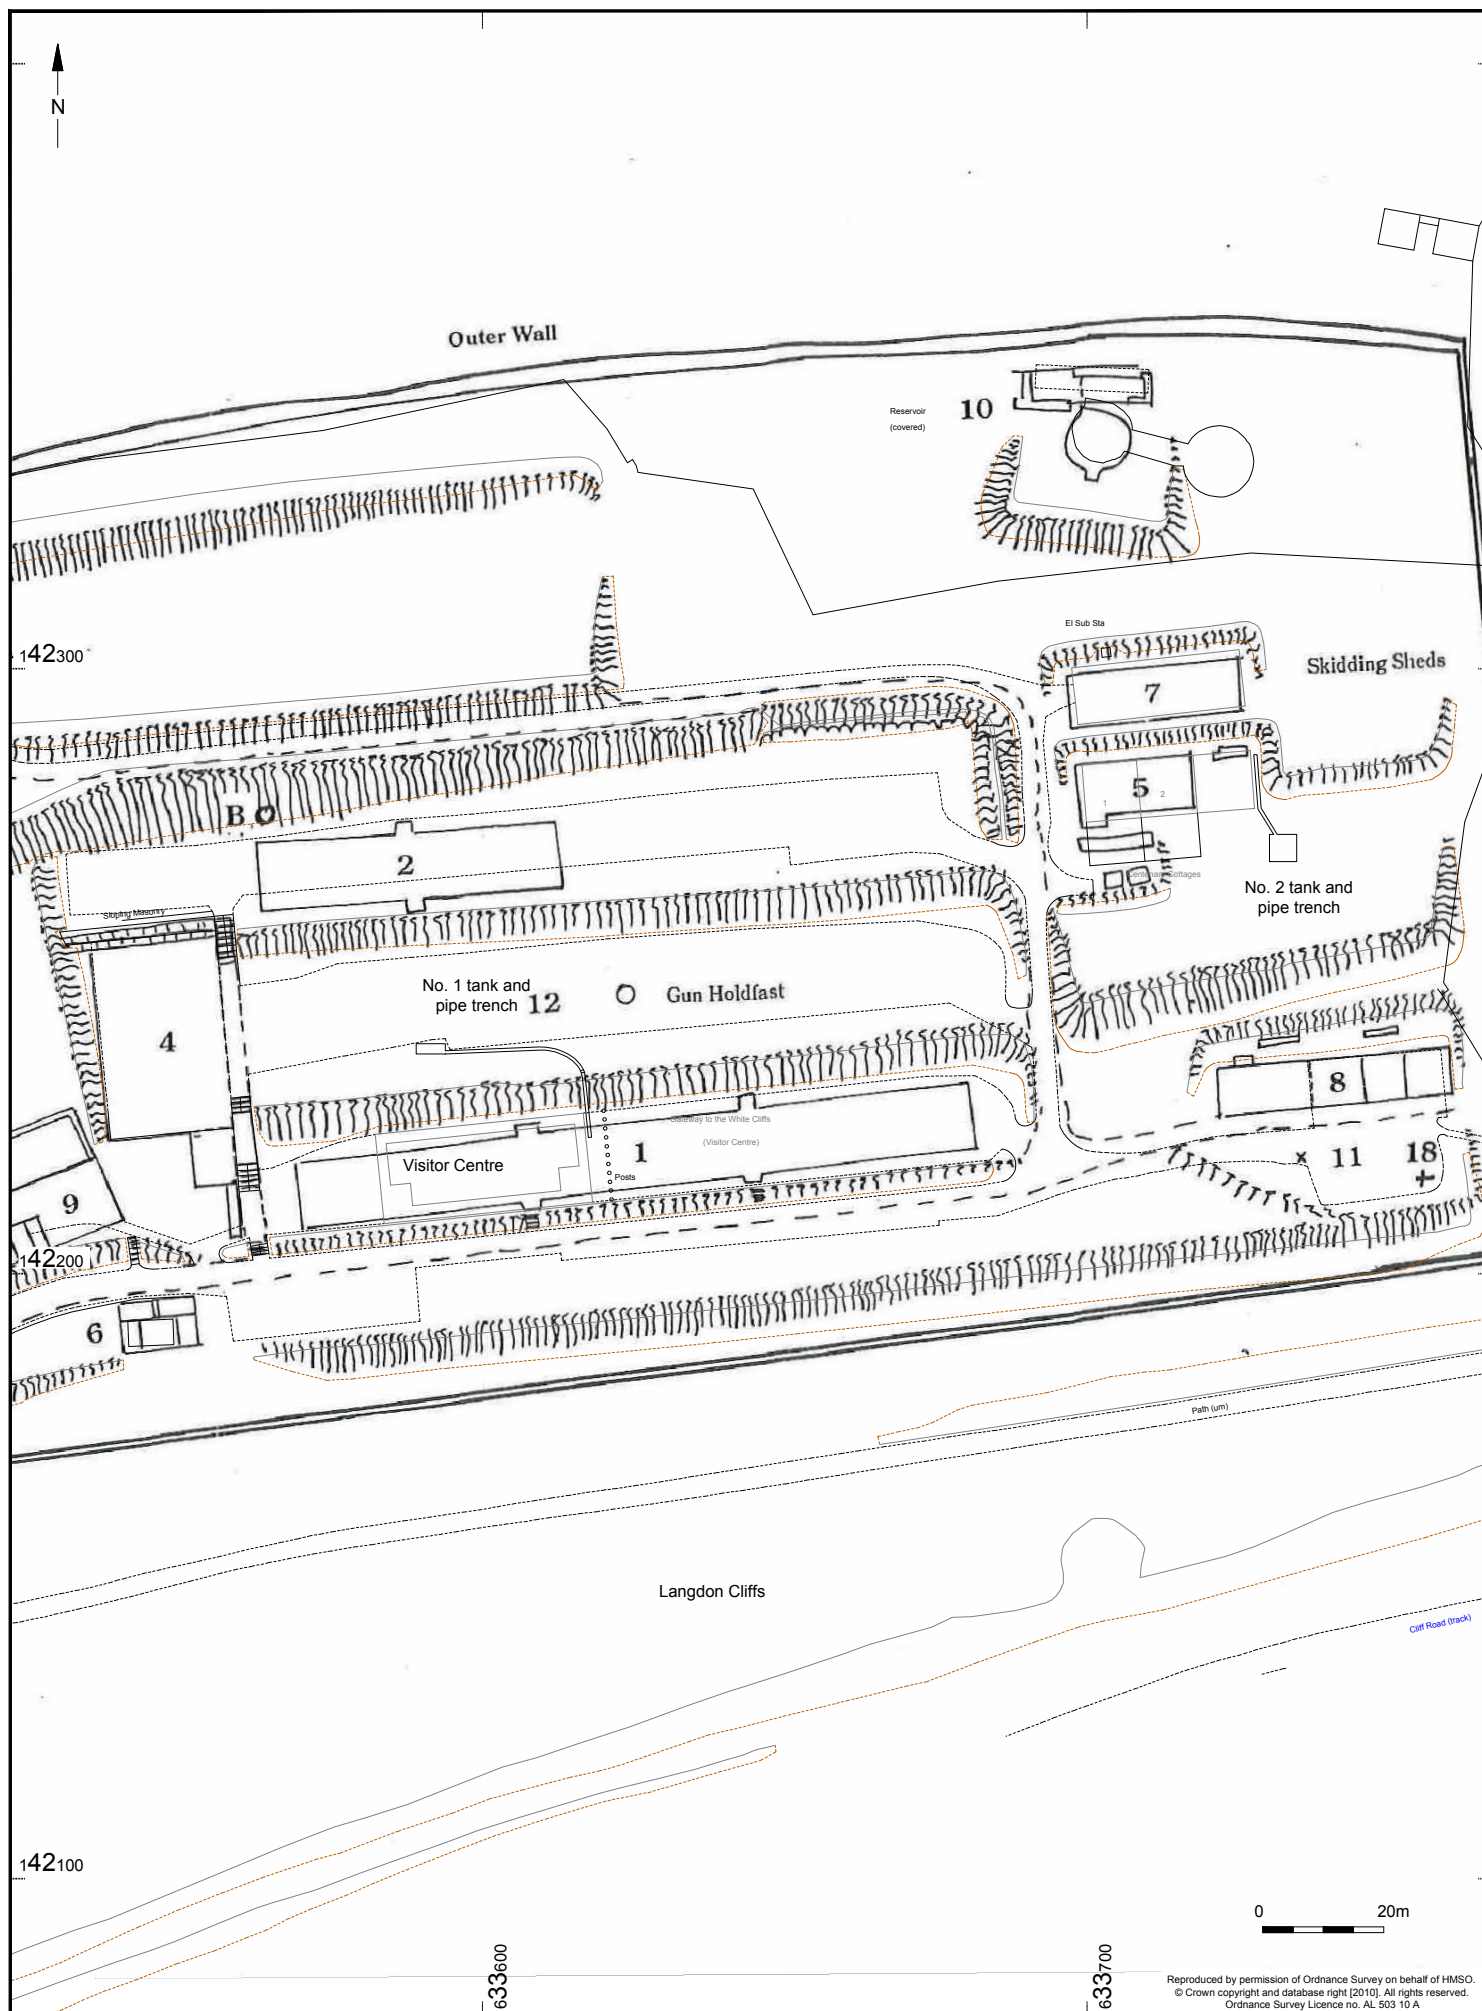 N
Outer Wall
Reservoir
(covered)
10
El Sub Sta
142300
Skidding Sheds
7
5
1
2
B
2
Centenary Cottages
No. 2 tank and
pipe trench
Sloping Masonry
No. 1 tank and
pipe trench
12
Gun Holdfast
4
8
Gateway to the White Cliffs
(Visitor Centre)
1
Visitor Centre
Posts
x
11
18
9
142200
6
Path (um)
Langdon Cliffs
Cliff Road (track)
142100
0
20m
633600
633700
Reproduced by permission of Ordnance Survey on behalf of HMSO.
© Crown copyright and database right [2010]. All rights reserved.
Ordnance Survey Licence no. AL 503 10 A